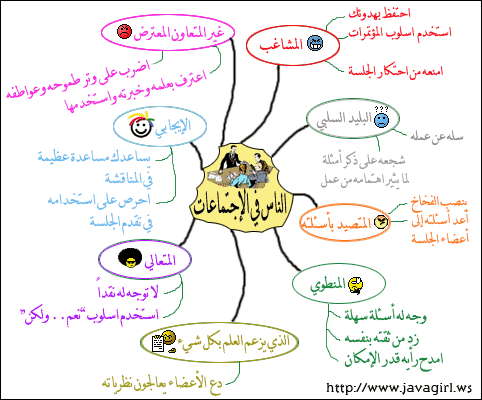 الناس في الإجتماعات
المشاغب
احتفظ بهدوئك
استخدم اسلوب المؤتمرات
امنعه من احتكار الجلسة
البليد السلبي
سله عن عمله
شجعه على ذكر أمثلة
لما يثير اهتمامه من عمل
المتصيد بأسئلته
ينصب الفخاخ
أعد أسئلته إلى
أعضاء الجلسة
المنطوي
وجه له أسئلة سهلة
زد من ثقته بنفسه
امدح رأيه قدر الإمكان
الذي يزعم العلم بكل شيء
دع الأعضاء يعالجون نظرياته
المتعالي
لا توجه له نقداً
استخدم اسلوب "نعم.. ولكن"
الإيجابي
يساعدك مساعدة عظيمة
في المناقشة
احرص على استخدامه
في تقدم الجلسة
غير المتعاون المعترض
اضرب على وتر طموحه وعواطفه
اعترف بعلمه وخبرته واستخدمها
http://www.javagirl.ws